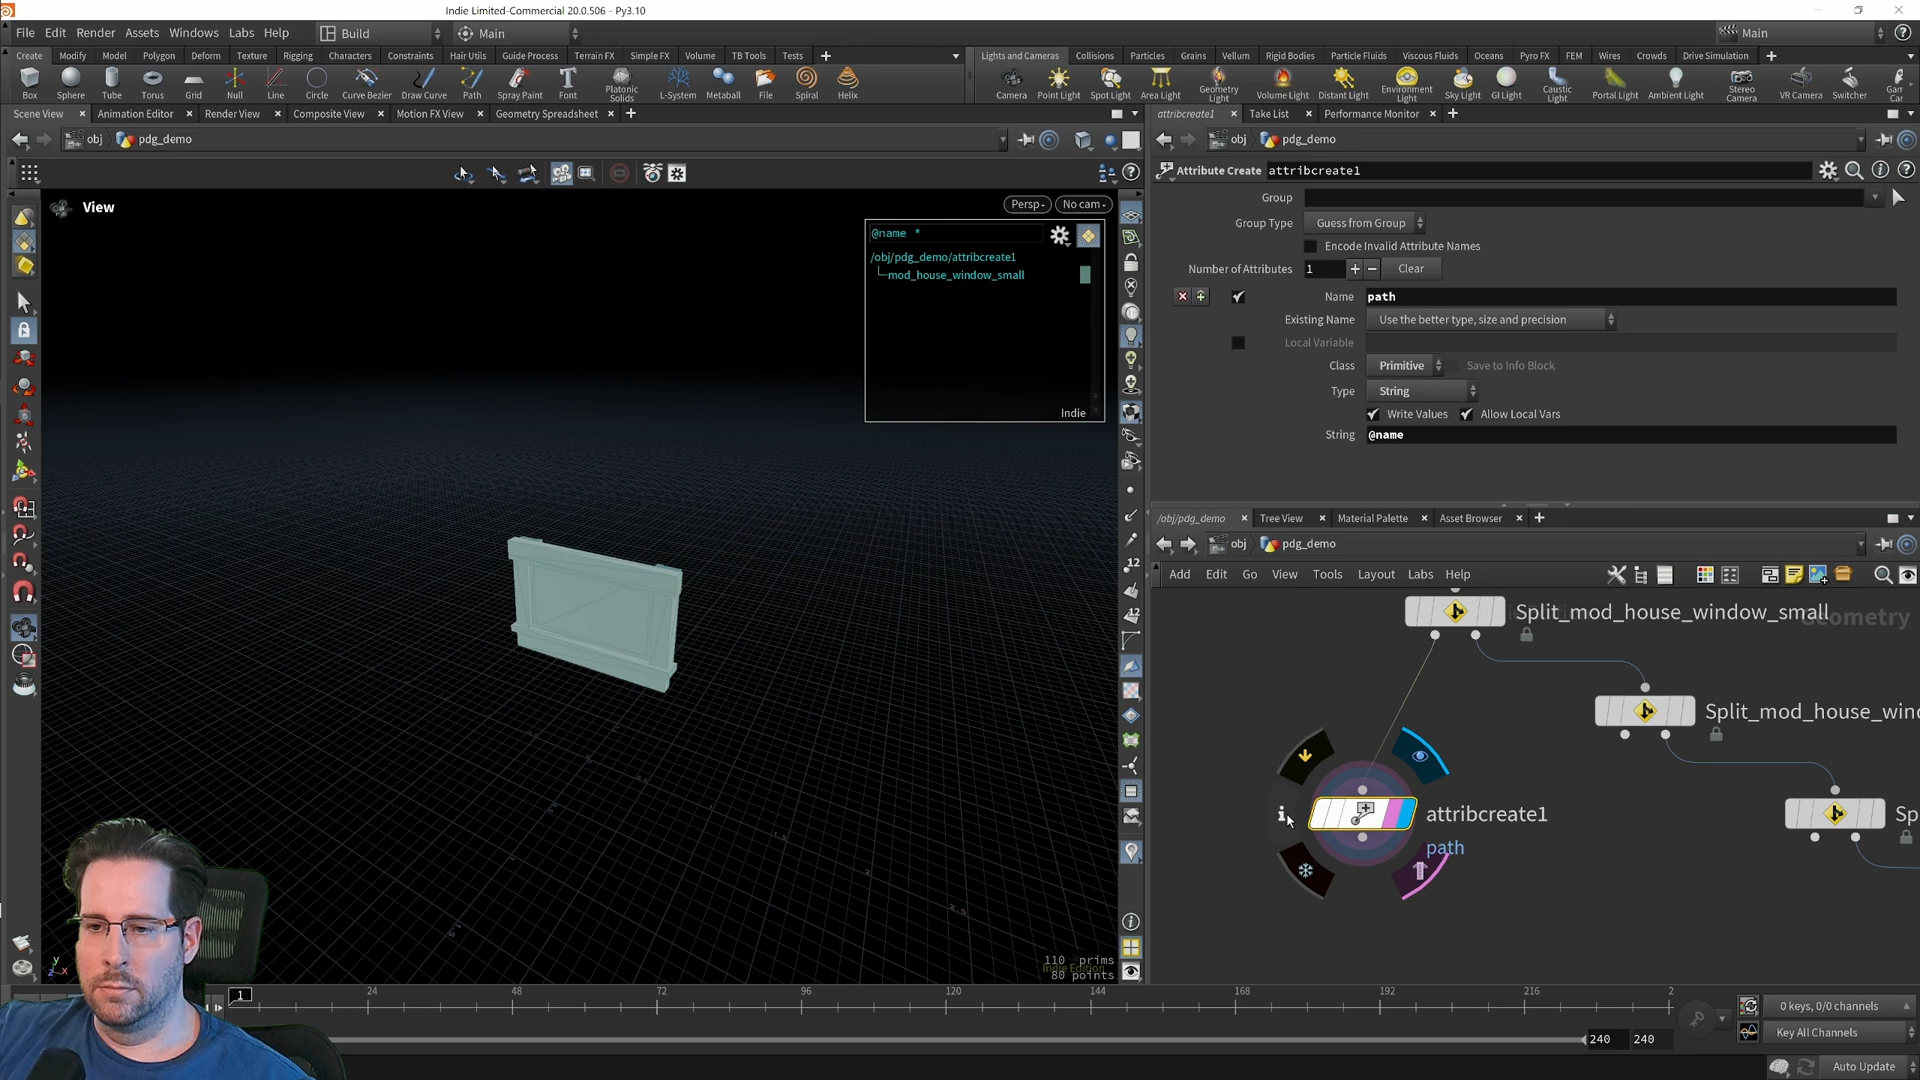 Indie Limited-Commercial 20.0.506 - Py3.10
File Edit Render Assets Windows Labs Help Build Main Main
Create Modify Model Polygon Deform Texture Rigging Characters Constraints Hair Utils Guide Process Terrain FX Simple FX Volume TB Tools Tests
Lights and Cameras Collisions Particles Grains Vellum Rigid Bodies Particle Fluids Viscous Fluids Oceans Pyro FX FEM Wires Crowds Drive Simulation
Box Sphere Tube Torus Grid Null Line Circle Curve Bezier Draw Curve Path Spray Paint Font Platonic Solids L-System Metaball File Spiral Helix
Camera Point Light Spot Light Area Light Geometry Light Volume Light Distant Light Environment Light Sky Light GI Light Caustic Light Portal Light Ambient Light Stereo Camera VR Camera Switcher
Scene View Animation Editor Render View Composite View Motion FX View Geometry Spreadsheet
attribcreate1 Take List Performance Monitor
obj pdg_demo
obj pdg_demo
Attribute Create attribcreate1
Group
Group Type Guess from Group
Encode Invalid Attribute Names
Number of Attributes 1 Clear
Name path
Existing Name Use the better type, size and precision
Local Variable
Class Primitive Save to Info Block
Type String
Write Values Allow Local Vars
String @name
View
Persp No cam
@name *
/obj/pdg_demo/attribcreate1
mod_house_window_small
Indie
/obj/pdg_demo Tree View Material Palette Asset Browser
obj pdg_demo
Add Edit Go View Tools Layout Labs Help
Split_mod_house_window_small
Geometry
Split_mod_house_wind
attribcreate1
path
Sp
12
12
110 prims
80 points
Indie Edition
1 24 48 72 96 120 144 168 192 216 2
240 240
0 keys, 0/0 channels
Key All Channels
Auto Update